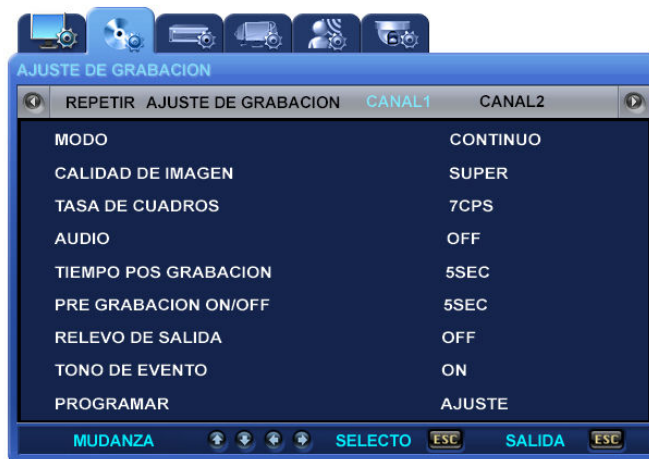 AJUSTE DE GRABACION
REPETIR AJUSTE DE GRABACION CANAL1 CANAL2
MODO CONTINUO
CALIDAD DE IMAGEN SUPER
TASA DE CUADROS 7CPS
AUDIO OFF
TIEMPO POS GRABACION 5SEC
PRE GRABACION ON/OFF 5SEC
RELEVO DE SALIDA OFF
TONO DE EVENTO ON
PROGRAMAR AJUSTE
MUDANZA SELECTO ESC SALIDA ESC